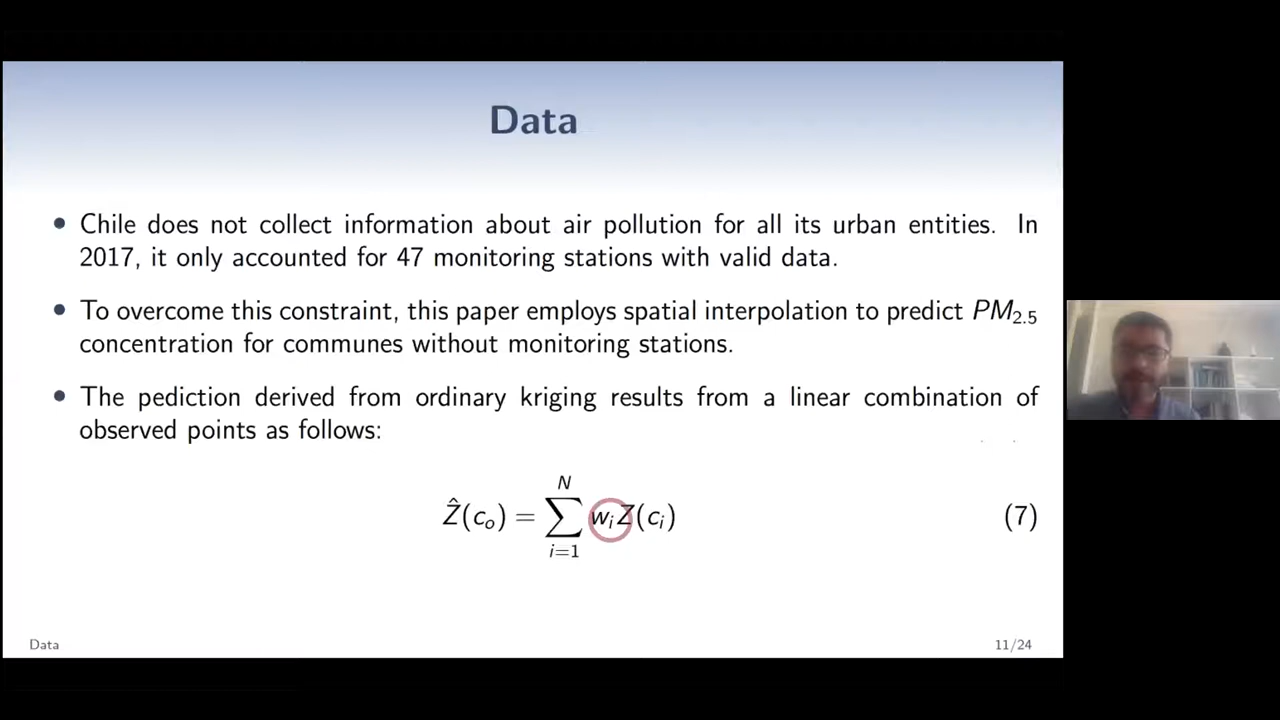 Data
• Chile does not collect information about air pollution for all its urban entities. In
2017, it only accounted for 47 monitoring stations with valid data.
• To overcome this constraint, this paper employs spatial interpolation to predict PM₂.₅
concentration for communes without monitoring stations.
• The pediction derived from ordinary kriging results from a linear combination of
observed points as follows:
Ẑ(cₒ) = ∑ᵢ₌₁ᴺ wᵢZ(cᵢ) (7)
Data 11/24